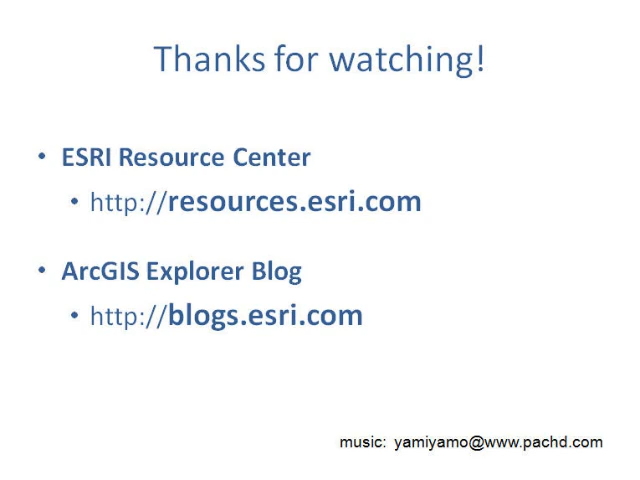 Thanks for watching!
• ESRI Resource Center
• http://resources.esri.com
• ArcGIS Explorer Blog
• http://blogs.esri.com
music: yamiyamo@www.pachd.com